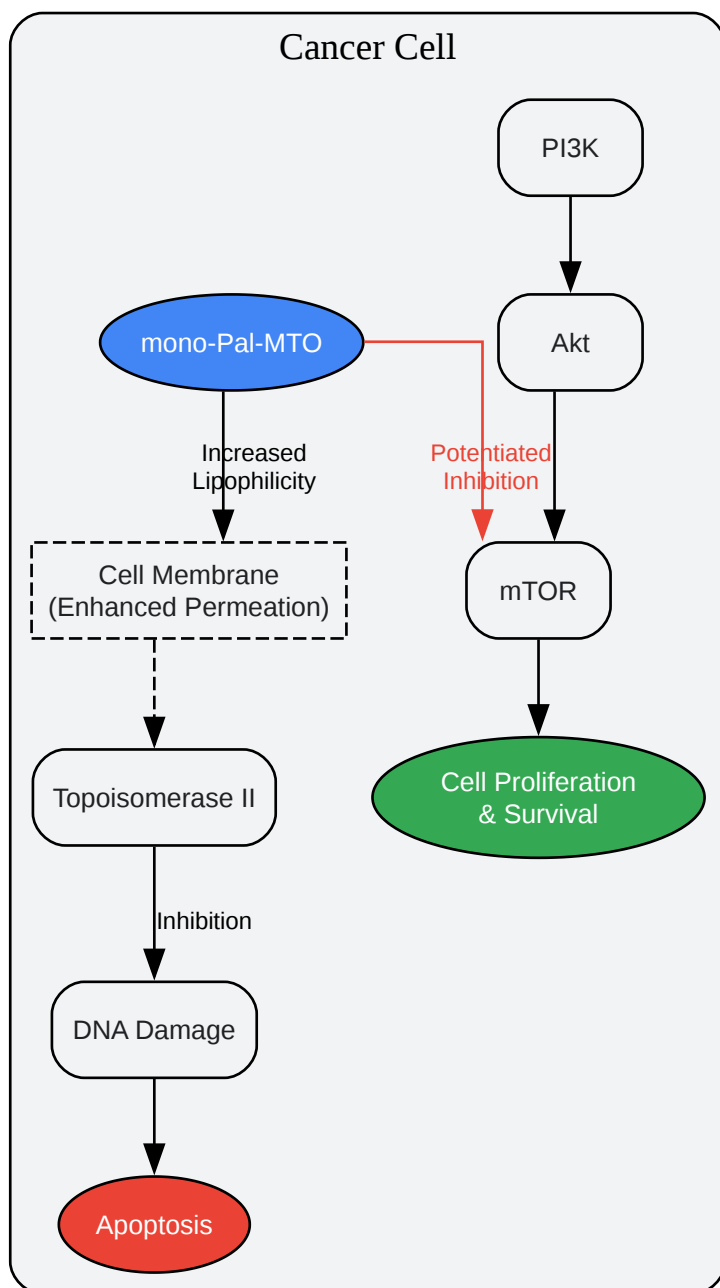 Cancer Cell
PI3K
mono-Pal-MTO
Akt
Increased
Lipophilicity
Potentiated
Inhibition
Cell Membrane
(Enhanced Permeation)
mTOR
Topoisomerase II
Cell Proliferation
& Survival
Inhibition
DNA Damage
Apoptosis